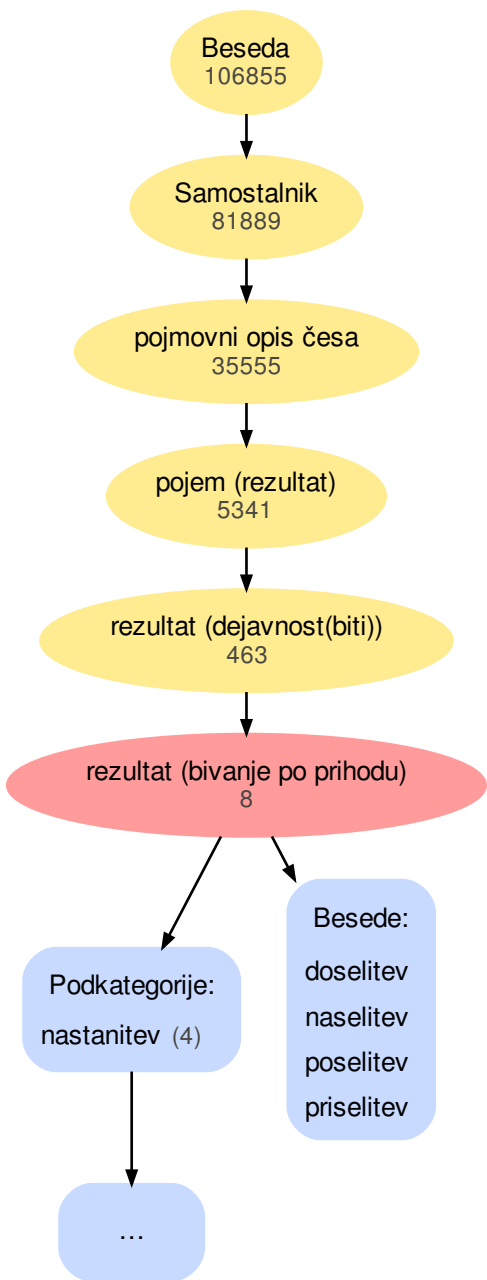 Beseda
106855
Samostalnik
81889
pojmovni opis česa
35555
pojem (rezultat)
5341
rezultat (dejavnost(biti))
463
rezultat (bivanje po prihodu)
8
Podkategorije:
nastanitev (4)
Besede:
doselitev
naselitev
poselitev
priselitev
...